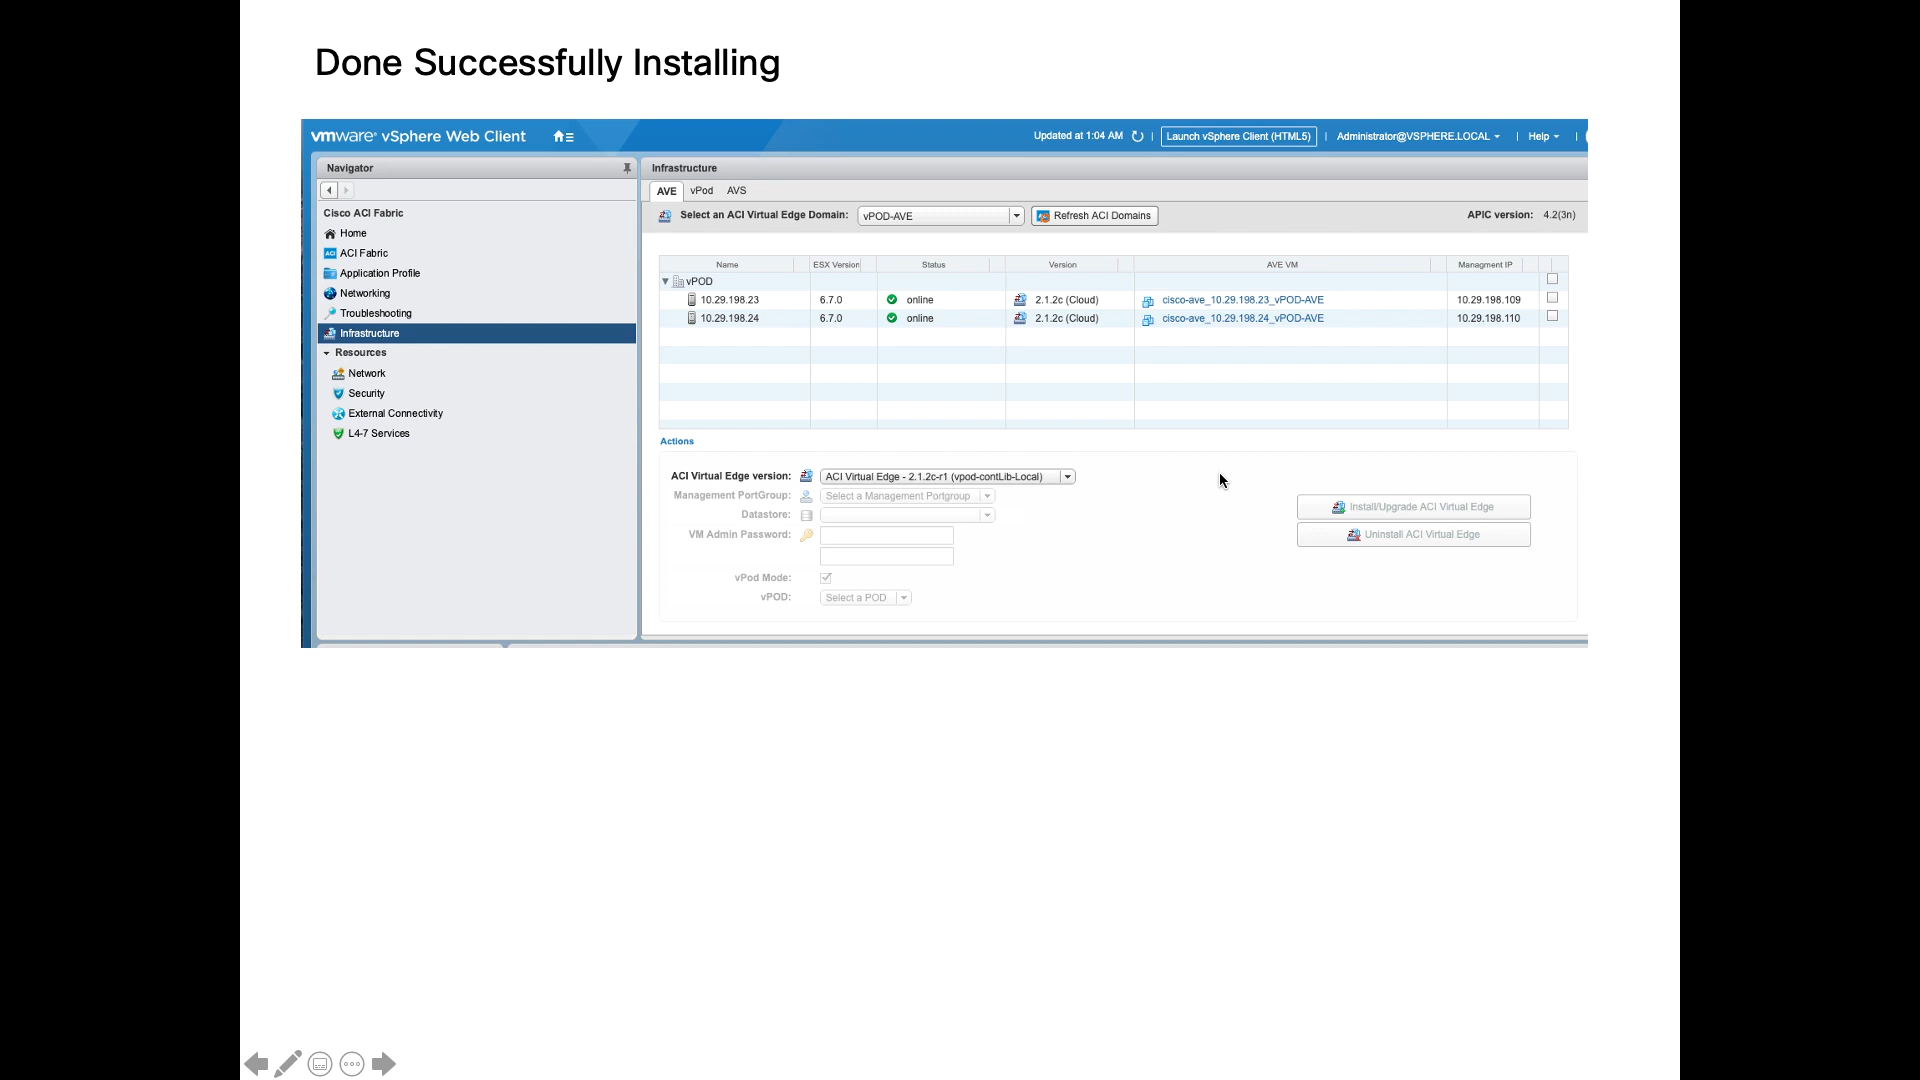 Done Successfully Installing
vmware® vSphere Web Client
Updated at 1:04 AM | Launch vSphere Client (HTML5) | Administrator@VSPHERE.LOCAL | Help |
Navigator
Infrastructure
AVE vPod AVS
Select an ACI Virtual Edge Domain: vPOD-AVE Refresh ACI Domains APIC version: 4.2(3n)
Cisco ACI Fabric
Home
ACI ACI Fabric
Application Profile
Networking
Troubleshooting
Infrastructure
Resources
Network
Security
External Connectivity
L4-7 Services
Name ESX Version Status Version AVE VM Managment IP
vPOD
10.29.198.23 6.7.0 online 2.1.2c (Cloud) cisco-ave_10.29.198.23_vPOD-AVE 10.29.198.109
10.29.198.24 6.7.0 online 2.1.2c (Cloud) cisco-ave_10.29.198.24_vPOD-AVE 10.29.198.110
Actions
ACI Virtual Edge version: ACI Virtual Edge - 2.1.2c-r1 (vpod-contLib-Local)
Management PortGroup: Select a Management Portgroup
Datastore:
VM Admin Password:
vPod Mode:
vPOD: Select a POD
Install/Upgrade ACI Virtual Edge
Uninstall ACI Virtual Edge